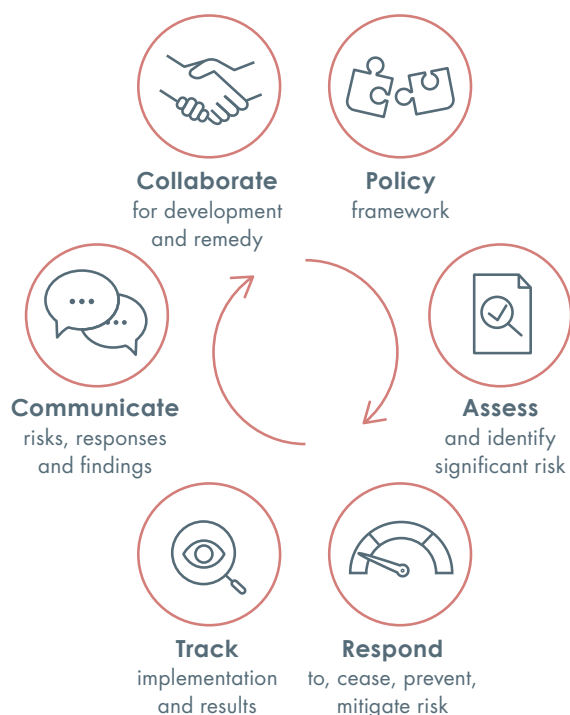 Collaborate
for development
and remedy
Policy
framework
Communicate
risks, responses
and findings
Assess
and identify
significant risk
Track
implementation
and results
Respond
to, cease, prevent,
mitigate risk